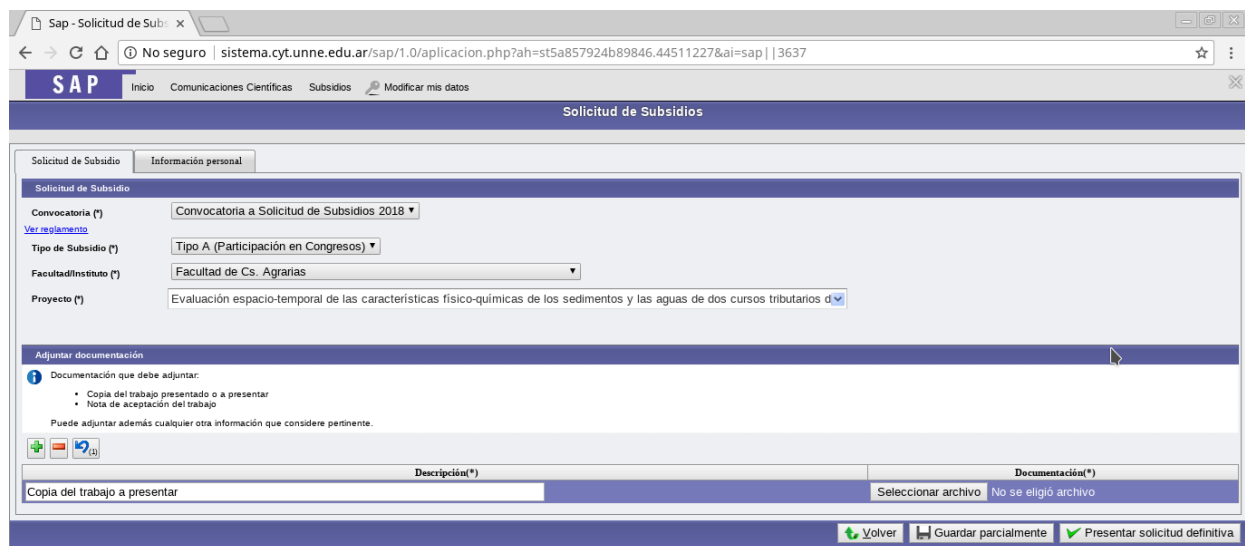 Sap - Solicitud de Subs
No seguro | sistema.cyt.unne.edu.ar/sap/1.0/aplicacion.php?ah=st5a857924b89846.44511227&ai=sap||3637
SAP Inicio Comunicaciones Científicas Subsidios Modificar mis datos
Solicitud de Subsidios
Solicitud de Subsidio Información personal
Solicitud de Subsidio
Convocatoria (*) Convocatoria a Solicitud de Subsidios 2018
Ver reglamento
Tipo de Subsidio (*) Tipo A (Participación en Congresos)
Facultad/Instituto (*) Facultad de Cs. Agrarias
Proyecto (*) Evaluación espacio-temporal de las características físico-químicas de los sedimentos y las aguas de dos cursos tributarios d
Adjuntar documentación
Documentación que debe adjuntar:
• Copia del trabajo presentado o a presentar
• Nota de aceptación del trabajo
Puede adjuntar además cualquier otra información que considere pertinente.
(1)
Descripción(*) Documentación(*)
Copia del trabajo a presentar Seleccionar archivo No se eligió archivo
Volver Guardar parcialmente Presentar solicitud definitiva